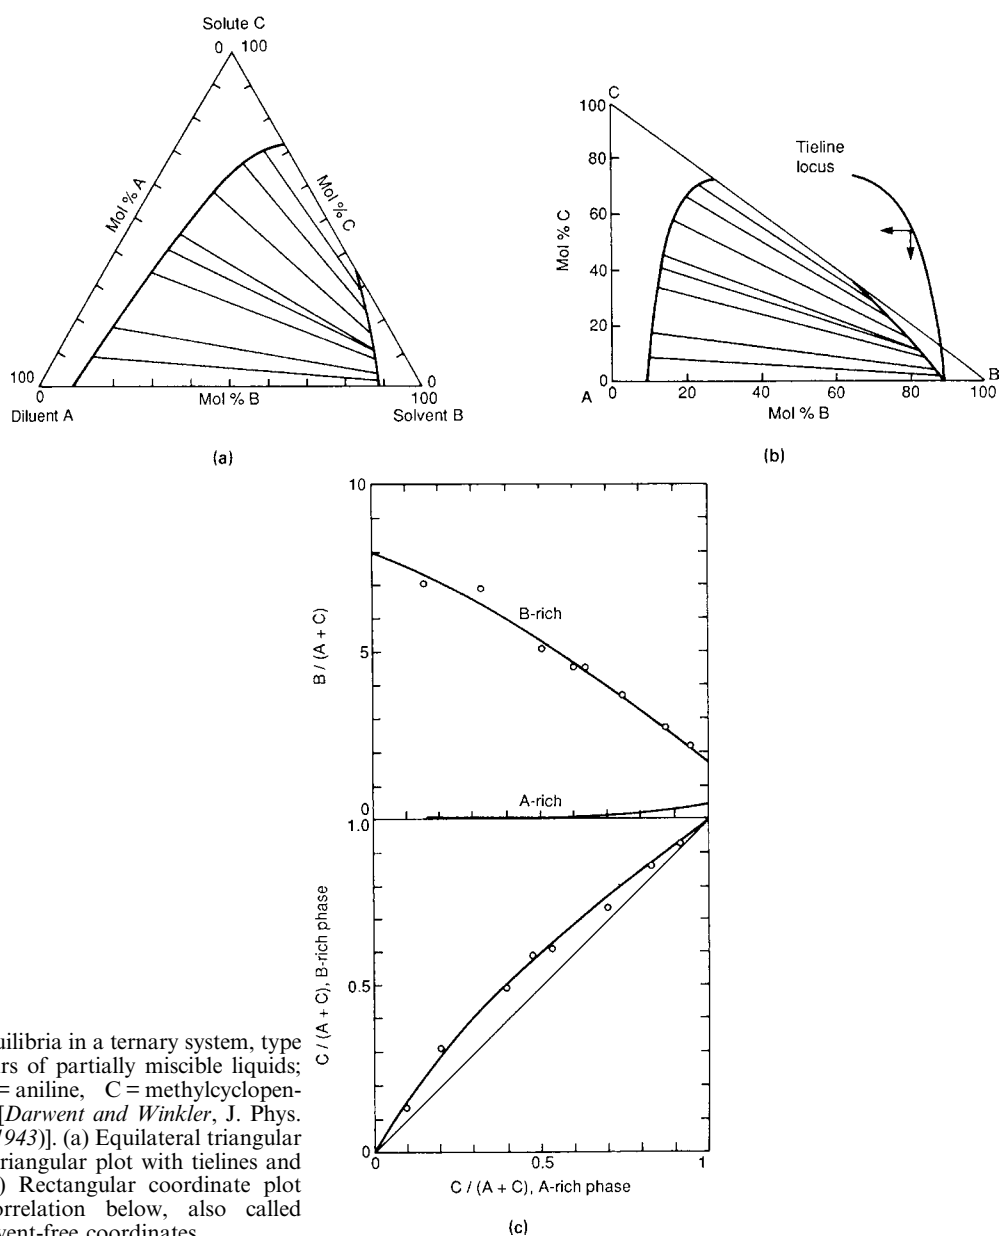 Solute C
0 100
Mol % A
Mol % C
100
0
0
Mol % B
100
Diluent A
Solvent B
(a)
C
100
80
60
40
20
0
Mol % C
Tieline
locus
A
0
20
40
60
80
100
B
Mol % B
(b)
10
5
0
B / (A + C)
B-rich
A-rich
1.0
0.5
0
C / (A + C), B-rich phase
0
0.5
1
C / (A + C), A-rich phase
(c)
uilibria in a ternary system, type
irs of partially miscible liquids;
= aniline, C = methylcyclopen-
[Darwent and Winkler, J. Phys.
1943)]. (a) Equilateral triangular
riangular plot with tielines and
) Rectangular coordinate plot
orrelation below, also called
vent-free coordinates